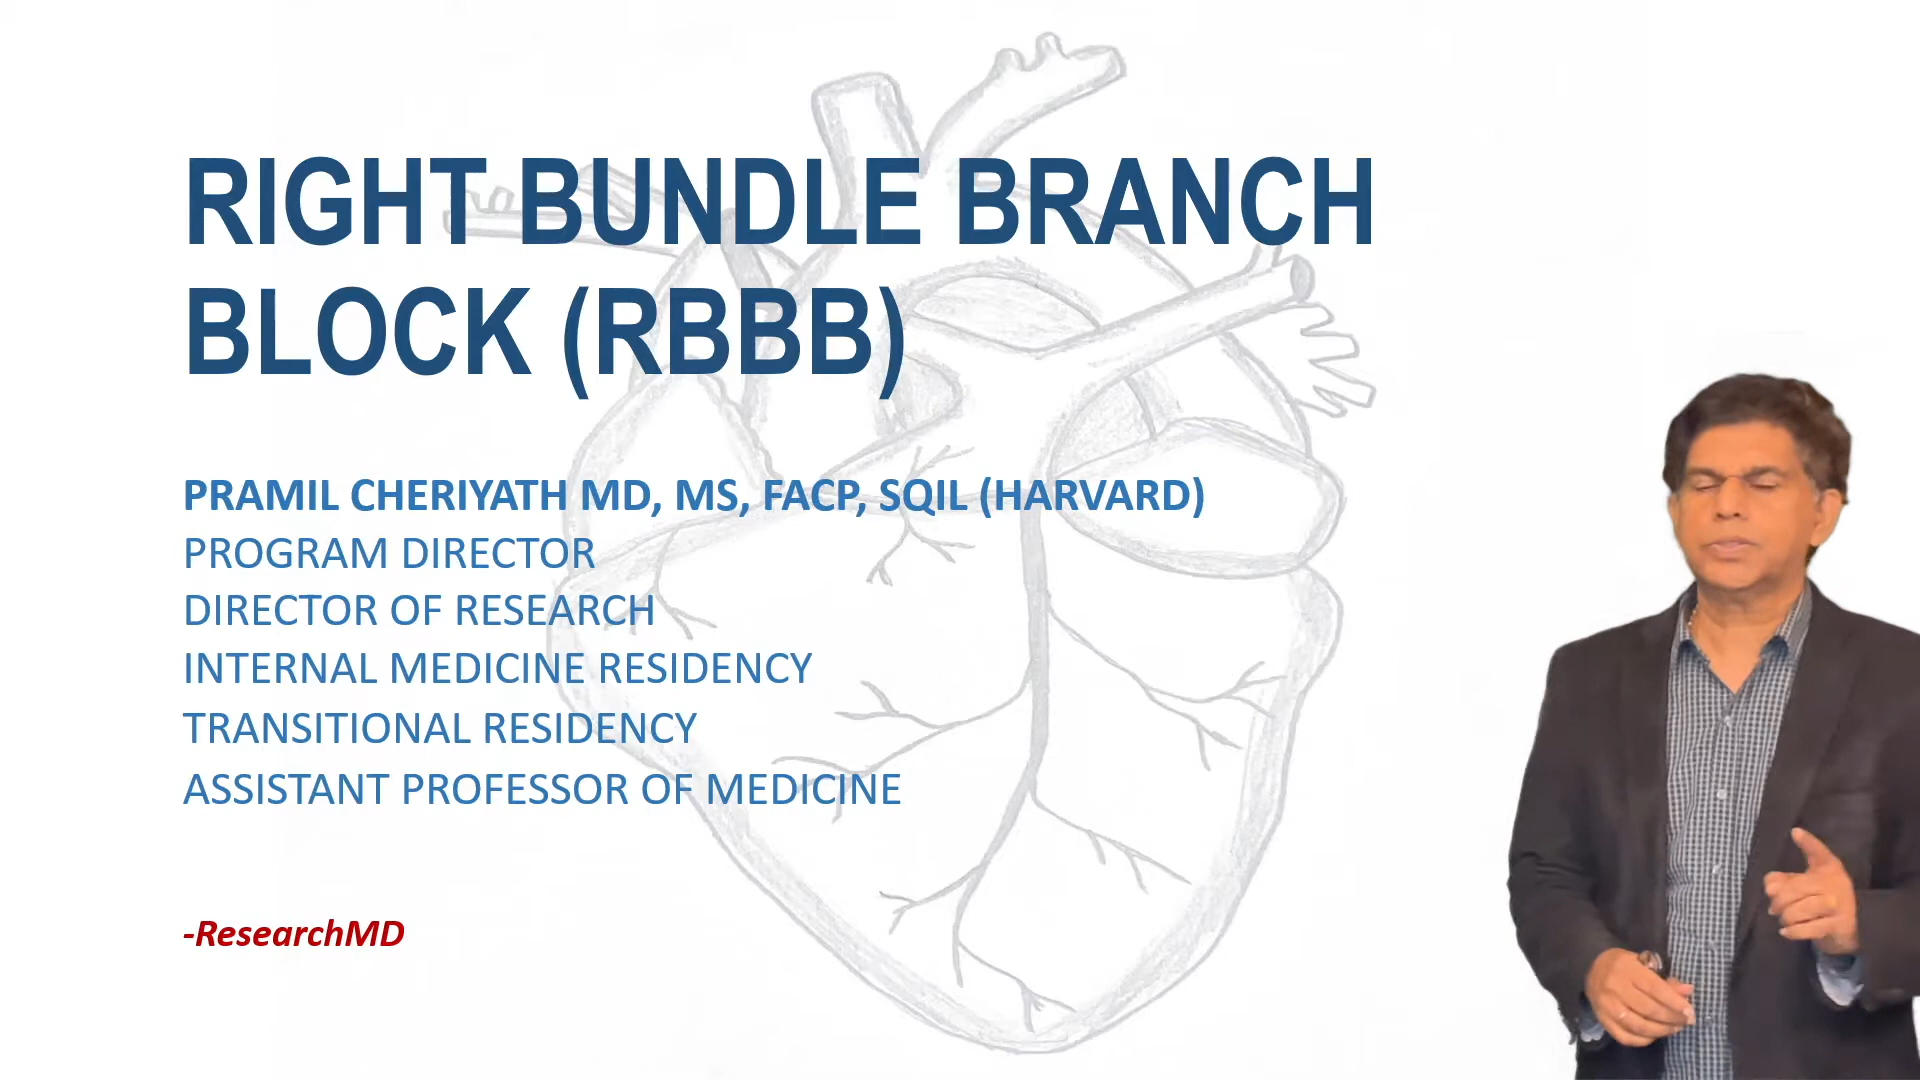 RIGHT BUNDLE BRANCH
BLOCK (RBBB)
PRAMIL CHERIYATH MD, MS, FACP, SQIL (HARVARD)
PROGRAM DIRECTOR
DIRECTOR OF RESEARCH
INTERNAL MEDICINE RESIDENCY
TRANSITIONAL RESIDENCY
ASSISTANT PROFESSOR OF MEDICINE
-ResearchMD